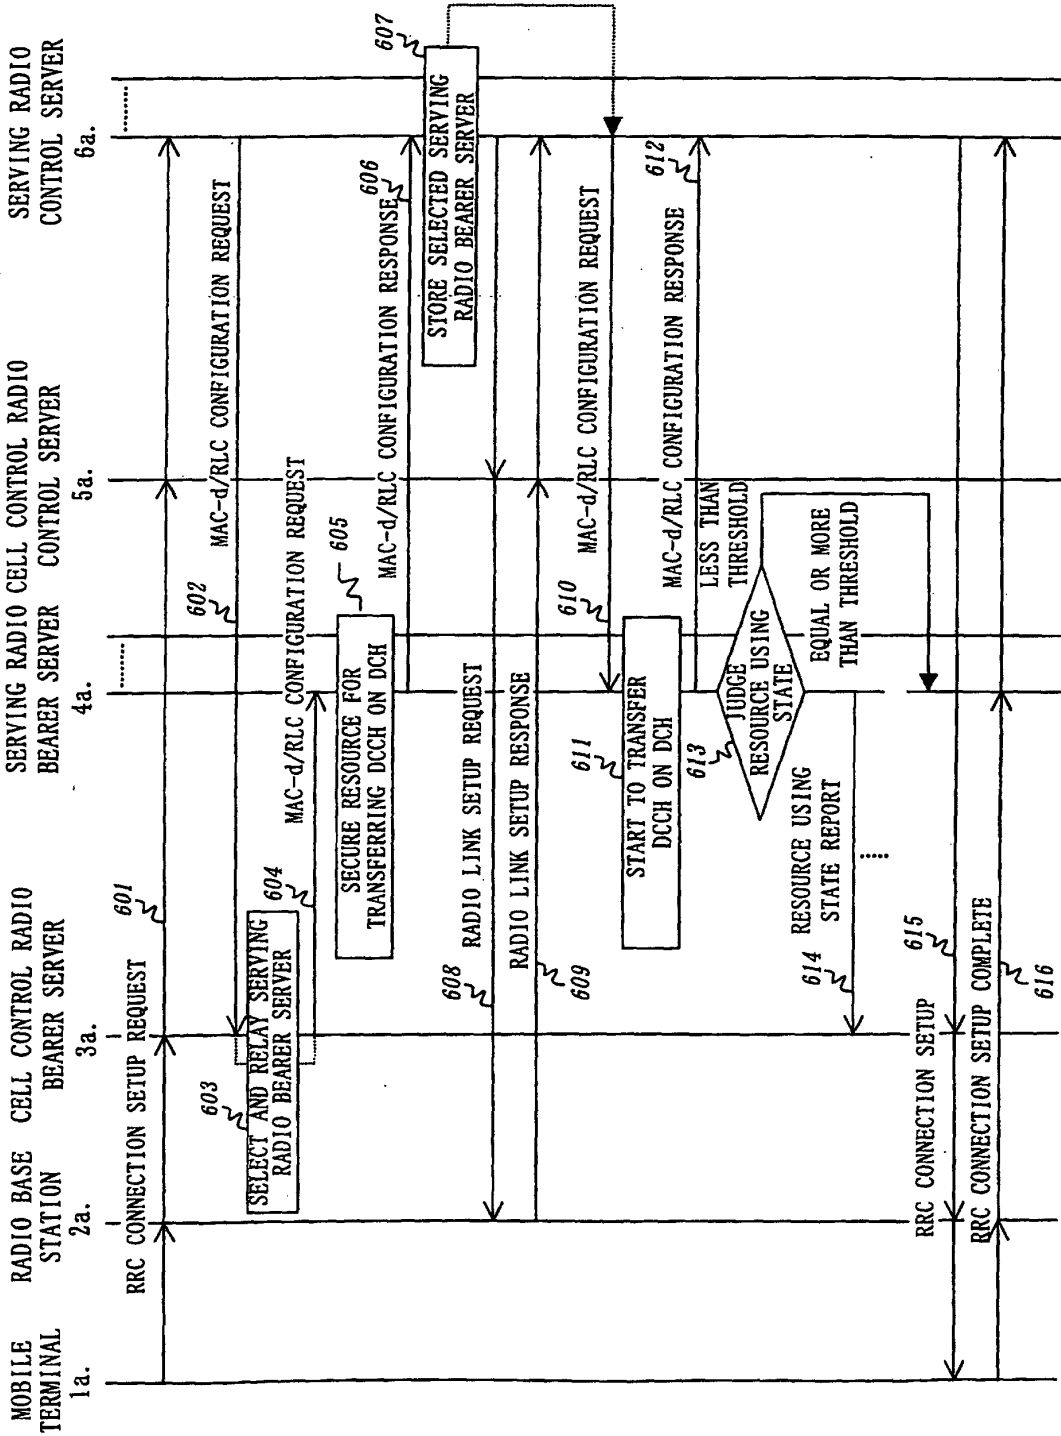 MOBILE
TERMINAL
1a.
RADIO BASE
STATION
2a.
CELL CONTROL RADIO
BEARER SERVER
3a.
SERVING RADIO
BEARER SERVER
4a.
CELL CONTROL RADIO
CONTROL SERVER
5a.
SERVING RADIO
CONTROL SERVER
6a.
RRC CONNECTION SETUP REQUEST
601
MAC-d/RLC CONFIGURATION REQUEST
602
603
SELECT AND RELAY SERVING
RADIO BEARER SERVER
604
MAC-d/RLC CONFIGURATION REQUEST
605
SECURE RESOURCE FOR
TRANSFERRING DCCH ON DCH
MAC-d/RLC CONFIGURATION RESPONSE
606
607
STORE SELECTED SERVING
RADIO BEARER SERVER
608
RADIO LINK SETUP REQUEST
RADIO LINK SETUP RESPONSE
609
610
MAC-d/RLC CONFIGURATION REQUEST
611
START TO TRANSFER
DCCH ON DCH
MAC-d/RLC CONFIGURATION RESPONSE
612
613
JUDGE
RESOURCE USING
STATE
LESS THAN
THRESHOLD
EQUAL OR MORE
THAN THRESHOLD
RESOURCE USING
STATE REPORT
614
RRC CONNECTION SETUP
615
RRC CONNECTION SETUP COMPLETE
616